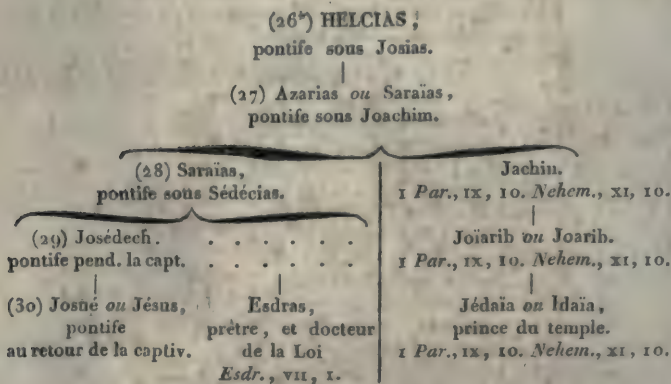 (26ᵉ) HELCIAS,
pontife sous Josias.
(27) Azarias ou Saraïas,
pontife sous Joachim.
(28) Saraïas,
pontife sous Sédécias.
(29) Josédech.
pontife pend. la capt.
(30) Josué ou Jésus,
pontife
au retour de la captiv.
. . . . . .
. . . . . .
Esdras,
prêtre, et docteur
de la Loi
Esdr., VII, 1.
Jachin.
1 Par., IX, 10. Nehem., XI, 10.
Joïarib ou Joarib.
1 Par., IX, 10. Nehem., XI, 10.
Jédaïa ou Idaïa,
prince du temple.
1 Par., IX, 10. Nehem., XI, 10.